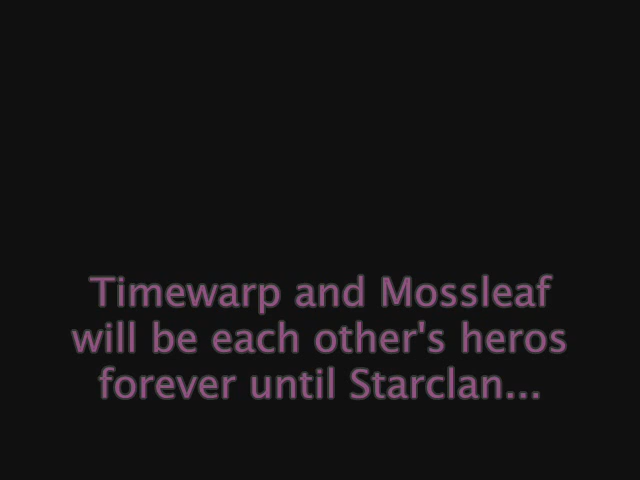 Timewarp and Mossleaf
will be each other's heros
forever until Starclan...